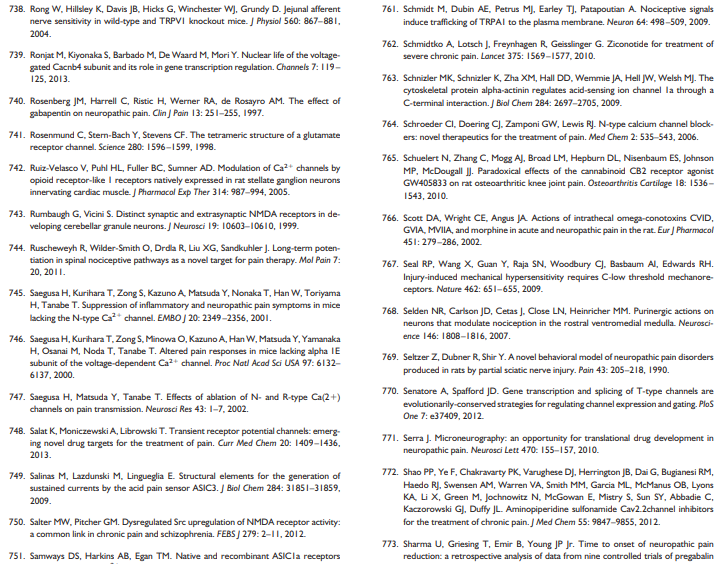 738. Rong W, Hillsley K, Davis JB, Hicks G, Winchester WJ, Grundy D. Jejunal afferent
nerve sensitivity in wild-type and TRPV1 knockout mice. J Physiol 560: 867–881,
2004.
739. Ronjat M, Kiyonaka S, Barbado M, De Waard M, Mori Y. Nuclear life of the voltage-
gated Cacnb4 subunit and its role in gene transcription regulation. Channels 7: 119–
125, 2013.
740. Rosenberg JM, Harrell C, Ristic H, Werner RA, de Rosayro AM. The effect of
gabapentin on neuropathic pain. Clin J Pain 13: 251–255, 1997.
741. Rosenmund C, Stern-Bach Y, Stevens CF. The tetrameric structure of a glutamate
receptor channel. Science 280: 1596–1599, 1998.
742. Ruiz-Velasco V, Puhl HL, Fuller BC, Sumner AD. Modulation of Ca2+ channels by
opioid receptor-like 1 receptors natively expressed in rat stellate ganglion neurons
innervating cardiac muscle. J Pharmacol Exp Ther 314: 987–994, 2005.
743. Rumbaugh G, Vicini S. Distinct synaptic and extrasynaptic NMDA receptors in de-
veloping cerebellar granule neurons. J Neurosci 19: 10603–10610, 1999.
744. Ruscheweyh R, Wilder-Smith O, Drdla R, Liu XG, Sandkuhler J. Long-term poten-
tiation in spinal nociceptive pathways as a novel target for pain therapy. Mol Pain 7:
20, 2011.
745. Saegusa H, Kurihara T, Zong S, Kazuno A, Matsuda Y, Nonaka T, Han W, Toriyama
H, Tanabe T. Suppression of inflammatory and neuropathic pain symptoms in mice
lacking the N-type Ca2+ channel. EMBO J 20: 2349–2356, 2001.
746. Saegusa H, Kurihara T, Zong S, Minowa O, Kazuno A, Han W, Matsuda Y, Yamanaka
H, Osanai M, Noda T, Tanabe T. Altered pain responses in mice lacking alpha 1E
subunit of the voltage-dependent Ca2+ channel. Proc Natl Acad Sci USA 97: 6132–
6137, 2000.
747. Saegusa H, Matsuda Y, Tanabe T. Effects of ablation of N- and R-type Ca(2+)
channels on pain transmission. Neurosci Res 43: 1–7, 2002.
748. Salat K, Moniczewski A, Librowski T. Transient receptor potential channels: emerg-
ing novel drug targets for the treatment of pain. Curr Med Chem 20: 1409–1436,
2013.
749. Salinas M, Lazdunski M, Lingueglia E. Structural elements for the generation of
sustained currents by the acid pain sensor ASIC3. J Biol Chem 284: 31851–31859,
2009.
750. Salter MW, Pitcher GM. Dysregulated Src upregulation of NMDA receptor activity:
a common link in chronic pain and schizophrenia. FEBS J 279: 2–11, 2012.
751. Samways DS, Harkins AB, Egan TM. Native and recombinant ASIC1a receptors
761. Schmidt M, Dubin AE, Petrus MJ, Earley TJ, Patapoutian A. Nociceptive signals
induce trafficking of TRPA1 to the plasma membrane. Neuron 64: 498–509, 2009.
762. Schmidtko A, Lotsch J, Freynhagen R, Geisslinger G. Ziconotide for treatment of
severe chronic pain. Lancet 375: 1569–1577, 2010.
763. Schnizler MK, Schnizler K, Zha XM, Hall DD, Wemmie JA, Hell JW, Welsh MJ. The
cytoskeletal protein alpha-actinin regulates acid-sensing ion channel 1a through a
C-terminal interaction. J Biol Chem 284: 2697–2705, 2009.
764. Schroeder CI, Doering CJ, Zamponi GW, Lewis RJ. N-type calcium channel block-
ers: novel therapeutics for the treatment of pain. Med Chem 2: 535–543, 2006.
765. Schuelert N, Zhang C, Mogg AJ, Broad LM, Hepburn DL, Nisenbaum ES, Johnson
MP, McDougall JJ. Paradoxical effects of the cannabinoid CB2 receptor agonist
GW405833 on rat osteoarthritic knee joint pain. Osteoarthritis Cartilage 18: 1536–
1543, 2010.
766. Scott DA, Wright CE, Angus JA. Actions of intrathecal omega-conotoxins CVID,
GVIA, MVIIA, and morphine in acute and neuropathic pain in the rat. Eur J Pharmacol
451: 279–286, 2002.
767. Seal RP, Wang X, Guan Y, Raja SN, Woodbury CJ, Basbaum AI, Edwards RH.
Injury-induced mechanical hypersensitivity requires C-low threshold mechanore-
ceptors. Nature 462: 651–655, 2009.
768. Selden NR, Carlson JD, Cetas J, Close LN, Heinricher MM. Purinergic actions on
neurons that modulate nociception in the rostral ventromedial medulla. Neurosci-
ence 146: 1808–1816, 2007.
769. Seltzer Z, Dubner R, Shir Y. A novel behavioral model of neuropathic pain disorders
produced in rats by partial sciatic nerve injury. Pain 43: 205–218, 1990.
770. Senatore A, Spafford JD. Gene transcription and splicing of T-type channels are
evolutionarily-conserved strategies for regulating channel expression and gating. PloS
One 7: e37409, 2012.
771. Serra J. Microneurography: an opportunity for translational drug development in
neuropathic pain. Neurosci Lett 470: 155–157, 2010.
772. Shao PP, Ye F, Chakravarty PK, Varughese DJ, Herrington JB, Dai G, Bugianesi RM,
Haedo RJ, Swensen AM, Warren VA, Smith MM, Garcia ML, McManus OB, Lyons
KA, Li X, Green M, Jochnowitz N, McGowan E, Mistry S, Sun SY, Abbadie C,
Kaczorowski GJ, Duffy JL. Aminopiperidine sulfonamide Cav2.2channel inhibitors
for the treatment of chronic pain. J Med Chem 55: 9847–9855, 2012.
773. Sharma U, Griesing T, Emir B, Young JP Jr. Time to onset of neuropathic pain
reduction: a retrospective analysis of data from nine controlled trials of pregabalin